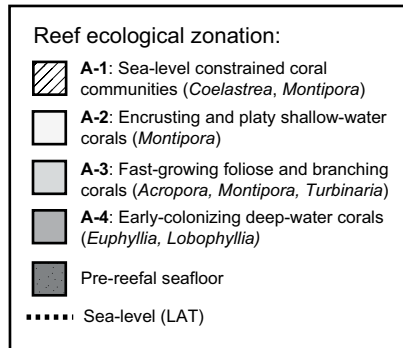 Reef ecological zonation:
A-1: Sea-level constrained coral
communities (Coelastrea, Montipora)
A-2: Encrusting and platy shallow-water
corals (Montipora)
A-3: Fast-growing foliose and branching
corals (Acropora, Montipora, Turbinaria)
A-4: Early-colonizing deep-water corals
(Euphyllia, Lobophyllia)
Pre-reefal seafloor
Sea-level (LAT)